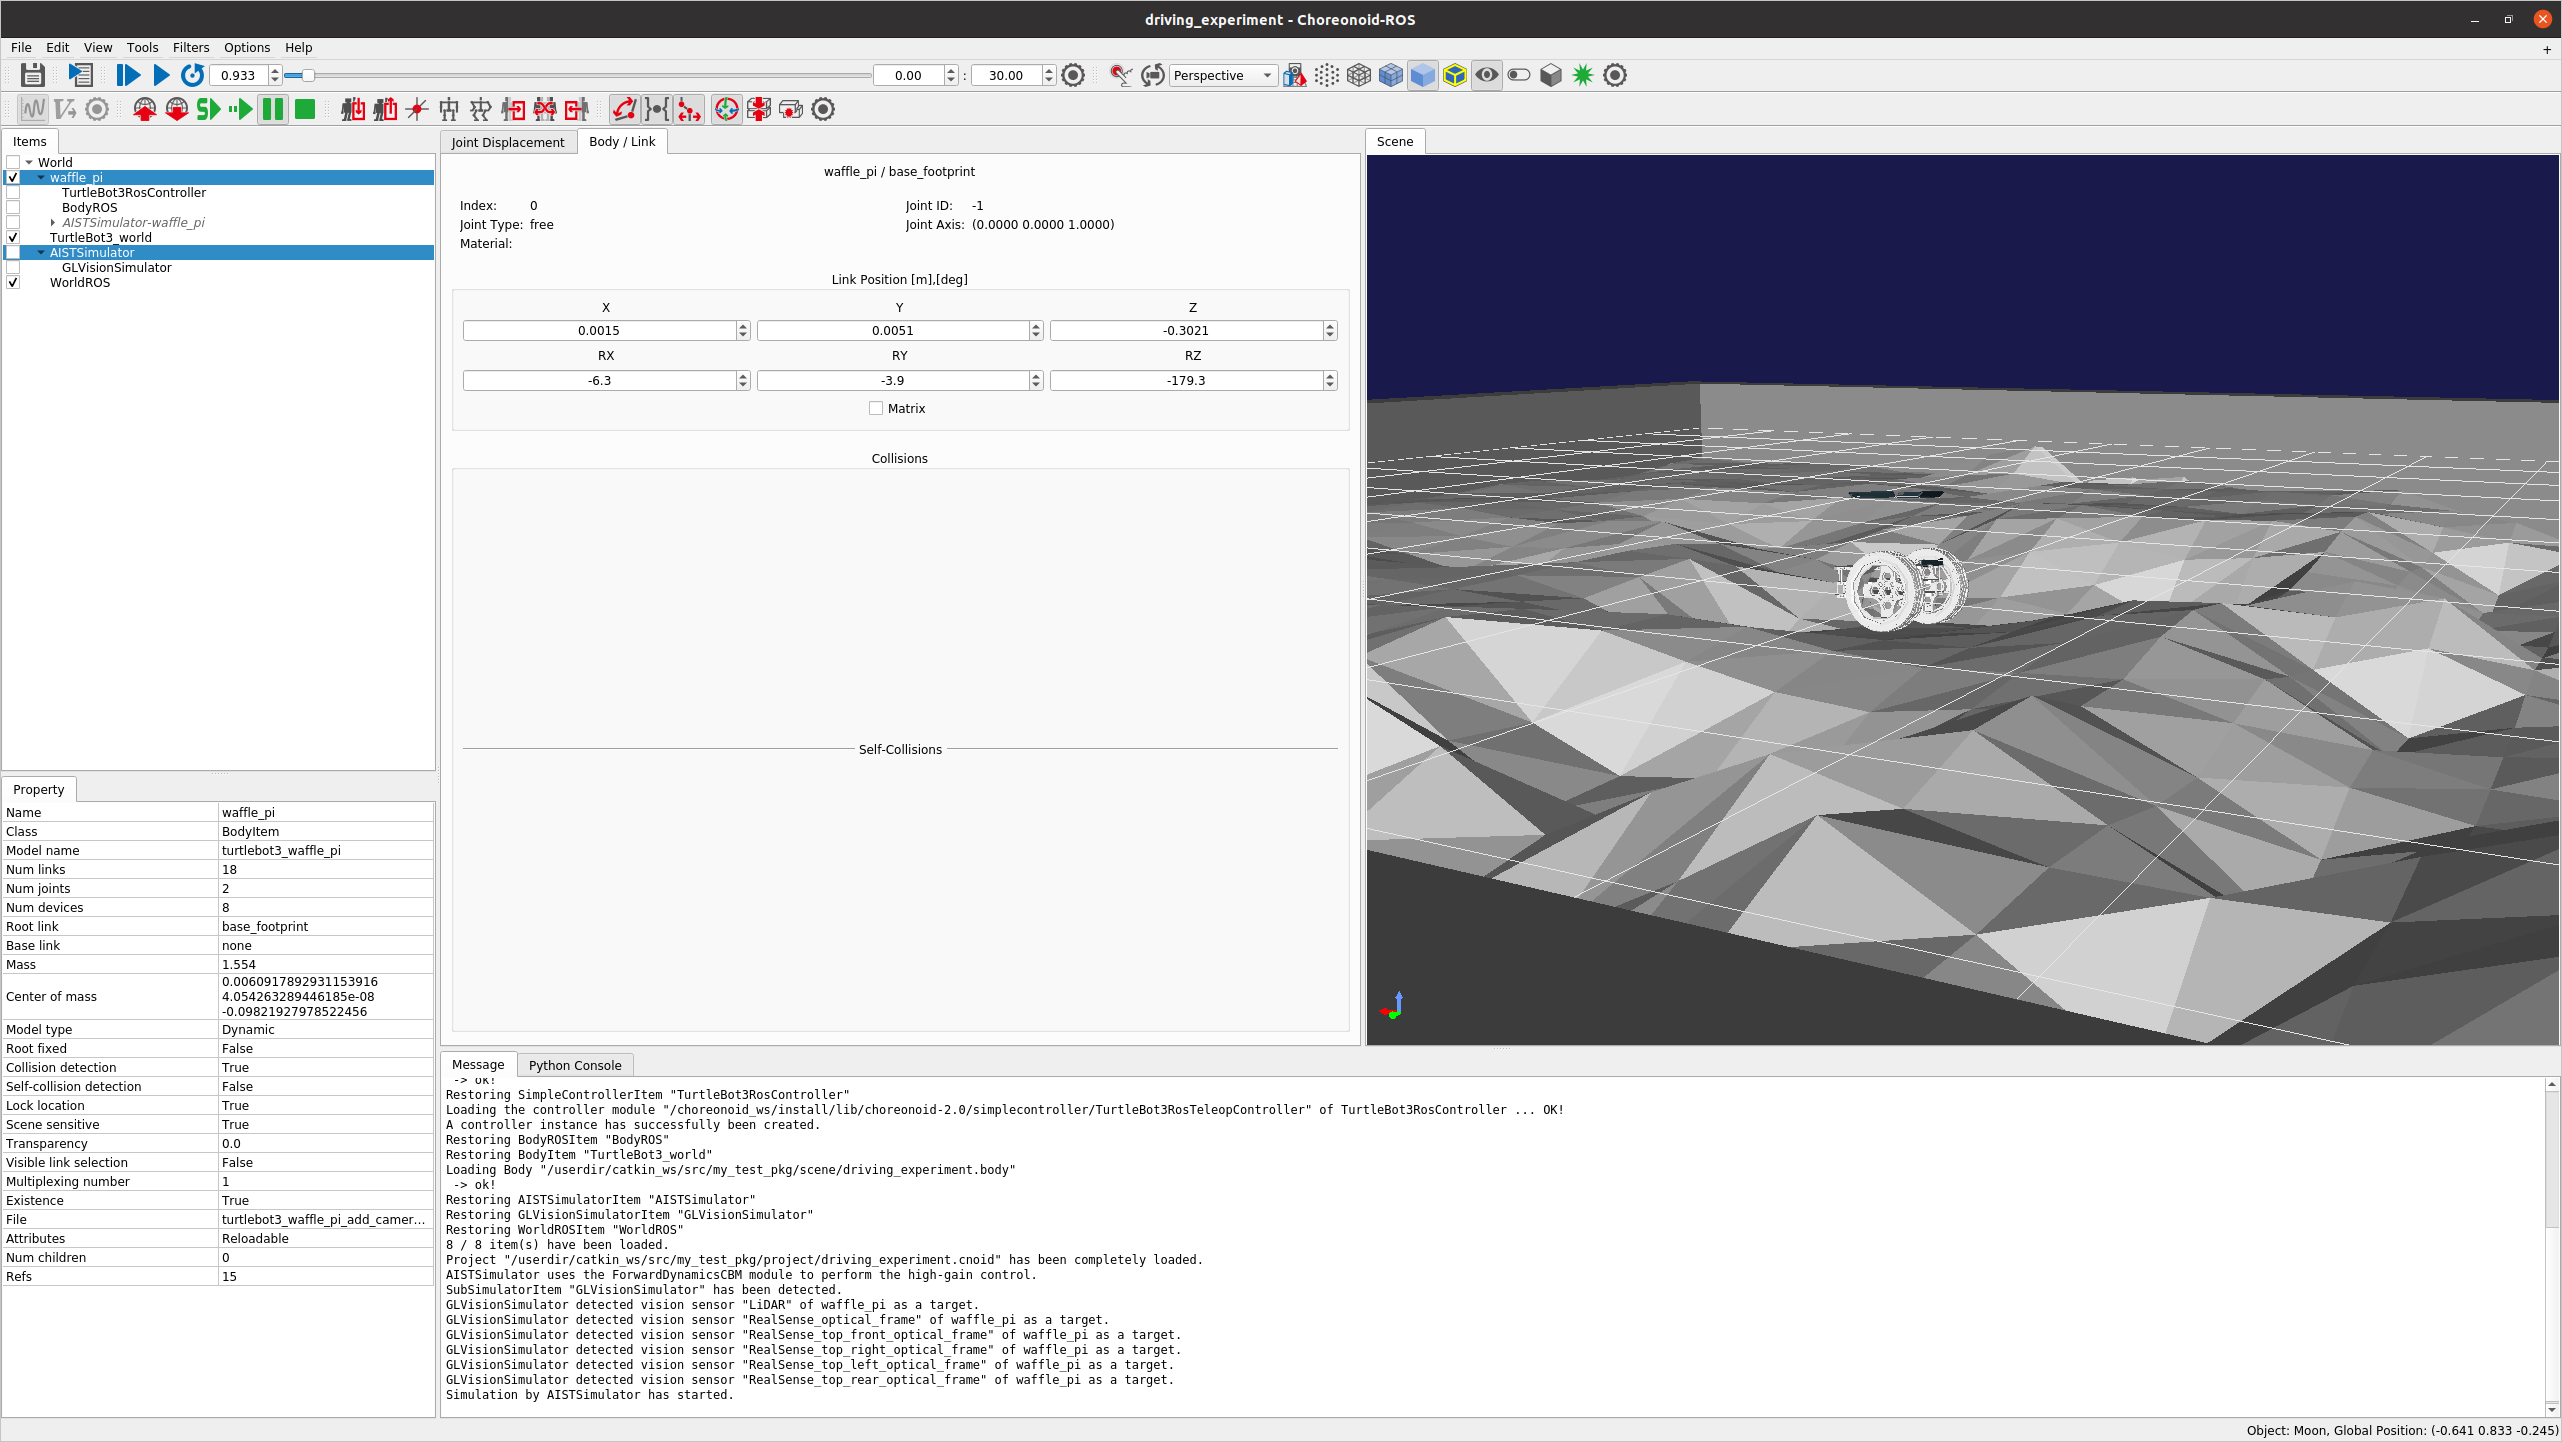 driving_experiment - Choreonoid-ROS
File Edit View Tools Filters Options Help
0.933 0.00 : 30.00 Perspective
Items
World
waffle_pi
TurtleBot3RosController
BodyROS
AISTSimulator-waffle_pi
TurtleBot3_world
AISTSimulator
GLVisionSimulator
WorldROS
Property
Name waffle_pi
Class BodyItem
Model name turtlebot3_waffle_pi
Num links 18
Num joints 2
Num devices 8
Root link base_footprint
Base link none
Mass 1.554
Center of mass 0.0060917892931153916
4.054263289446185e-08
-0.09821927978522456
Model type Dynamic
Root fixed False
Collision detection True
Self-collision detection False
Lock location True
Scene sensitive True
Transparency 0.0
Visible link selection False
Multiplexing number 1
Existence True
File turtlebot3_waffle_pi_add_camer...
Attributes Reloadable
Num children 0
Refs 15
Joint Displacement Body / Link
waffle_pi / base_footprint
Index: 0 Joint ID: -1
Joint Type: free Joint Axis: (0.0000 0.0000 1.0000)
Material:
Link Position [m],[deg]
X Y Z
0.0015 0.0051 -0.3021
RX RY RZ
-6.3 -3.9 -179.3
Matrix
Collisions
Self-Collisions
Scene
Message Python Console
-> ok!
Restoring SimpleControllerItem "TurtleBot3RosController"
Loading the controller module "/choreonoid_ws/install/lib/choreonoid-2.0/simplecontroller/TurtleBot3RosTeleopController" of TurtleBot3RosController ... OK!
A controller instance has successfully been created.
Restoring BodyROSItem "BodyROS"
Restoring BodyItem "TurtleBot3_world"
Loading Body "/userdir/catkin_ws/src/my_test_pkg/scene/driving_experiment.body"
-> ok!
Restoring AISTSimulatorItem "AISTSimulator"
Restoring GLVisionSimulatorItem "GLVisionSimulator"
Restoring WorldROSItem "WorldROS"
8 / 8 item(s) have been loaded.
Project "/userdir/catkin_ws/src/my_test_pkg/project/driving_experiment.cnoid" has been completely loaded.
AISTSimulator uses the ForwardDynamicsCBM module to perform the high-gain control.
SubSimulatorItem "GLVisionSimulator" has been detected.
GLVisionSimulator detected vision sensor "LiDAR" of waffle_pi as a target.
GLVisionSimulator detected vision sensor "RealSense_optical_frame" of waffle_pi as a target.
GLVisionSimulator detected vision sensor "RealSense_top_front_optical_frame" of waffle_pi as a target.
GLVisionSimulator detected vision sensor "RealSense_top_right_optical_frame" of waffle_pi as a target.
GLVisionSimulator detected vision sensor "RealSense_top_left_optical_frame" of waffle_pi as a target.
GLVisionSimulator detected vision sensor "RealSense_top_rear_optical_frame" of waffle_pi as a target.
Simulation by AISTSimulator has started.
Object: Moon, Global Position: (-0.641 0.833 -0.245)